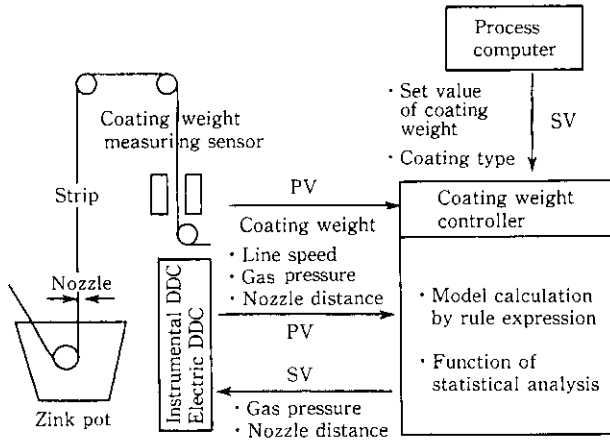 Process
computer
· Set value
of coating
weight
SV
· Coating type
Coating weight
measuring sensor
Strip
Nozzle
Zink pot
PV
Coating weight
· Line speed
· Gas pressure
· Nozzle distance
PV
Instrumental DDC
Electric DDC
SV
· Gas pressure
· Nozzle distance
Coating weight
controller
· Model calculation
by rule expression
· Function of
statistical analysis